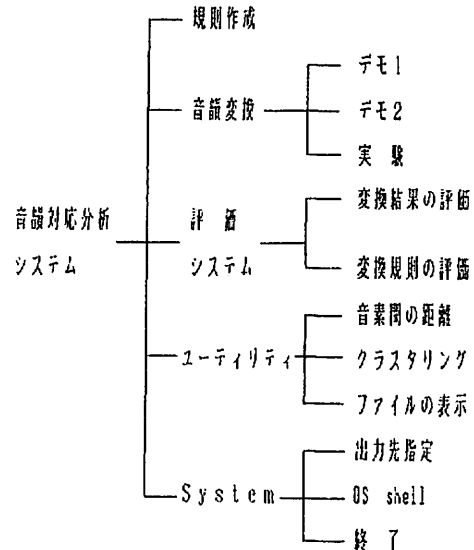 規則作成
音韻変換
デモ1
デモ2
実 験
音韻対応分析
システム
評 価
システム
変換結果の評価
変換規則の評価
ユーティリティ
音素間の距離
クラスタリング
ファイルの表示
System
出力先指定
OS shell
終 了